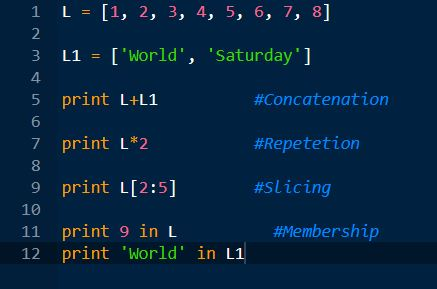 1 L = [1, 2, 3, 4, 5, 6, 7, 8]
2
3 L1 = ['World', 'Saturday']
4
5 print L+L1 #Concatenation
6
7 print L*2 #Repetetion
8
9 print L[2:5] #Slicing
10
11 print 9 in L #Membership
12 print 'World' in L1